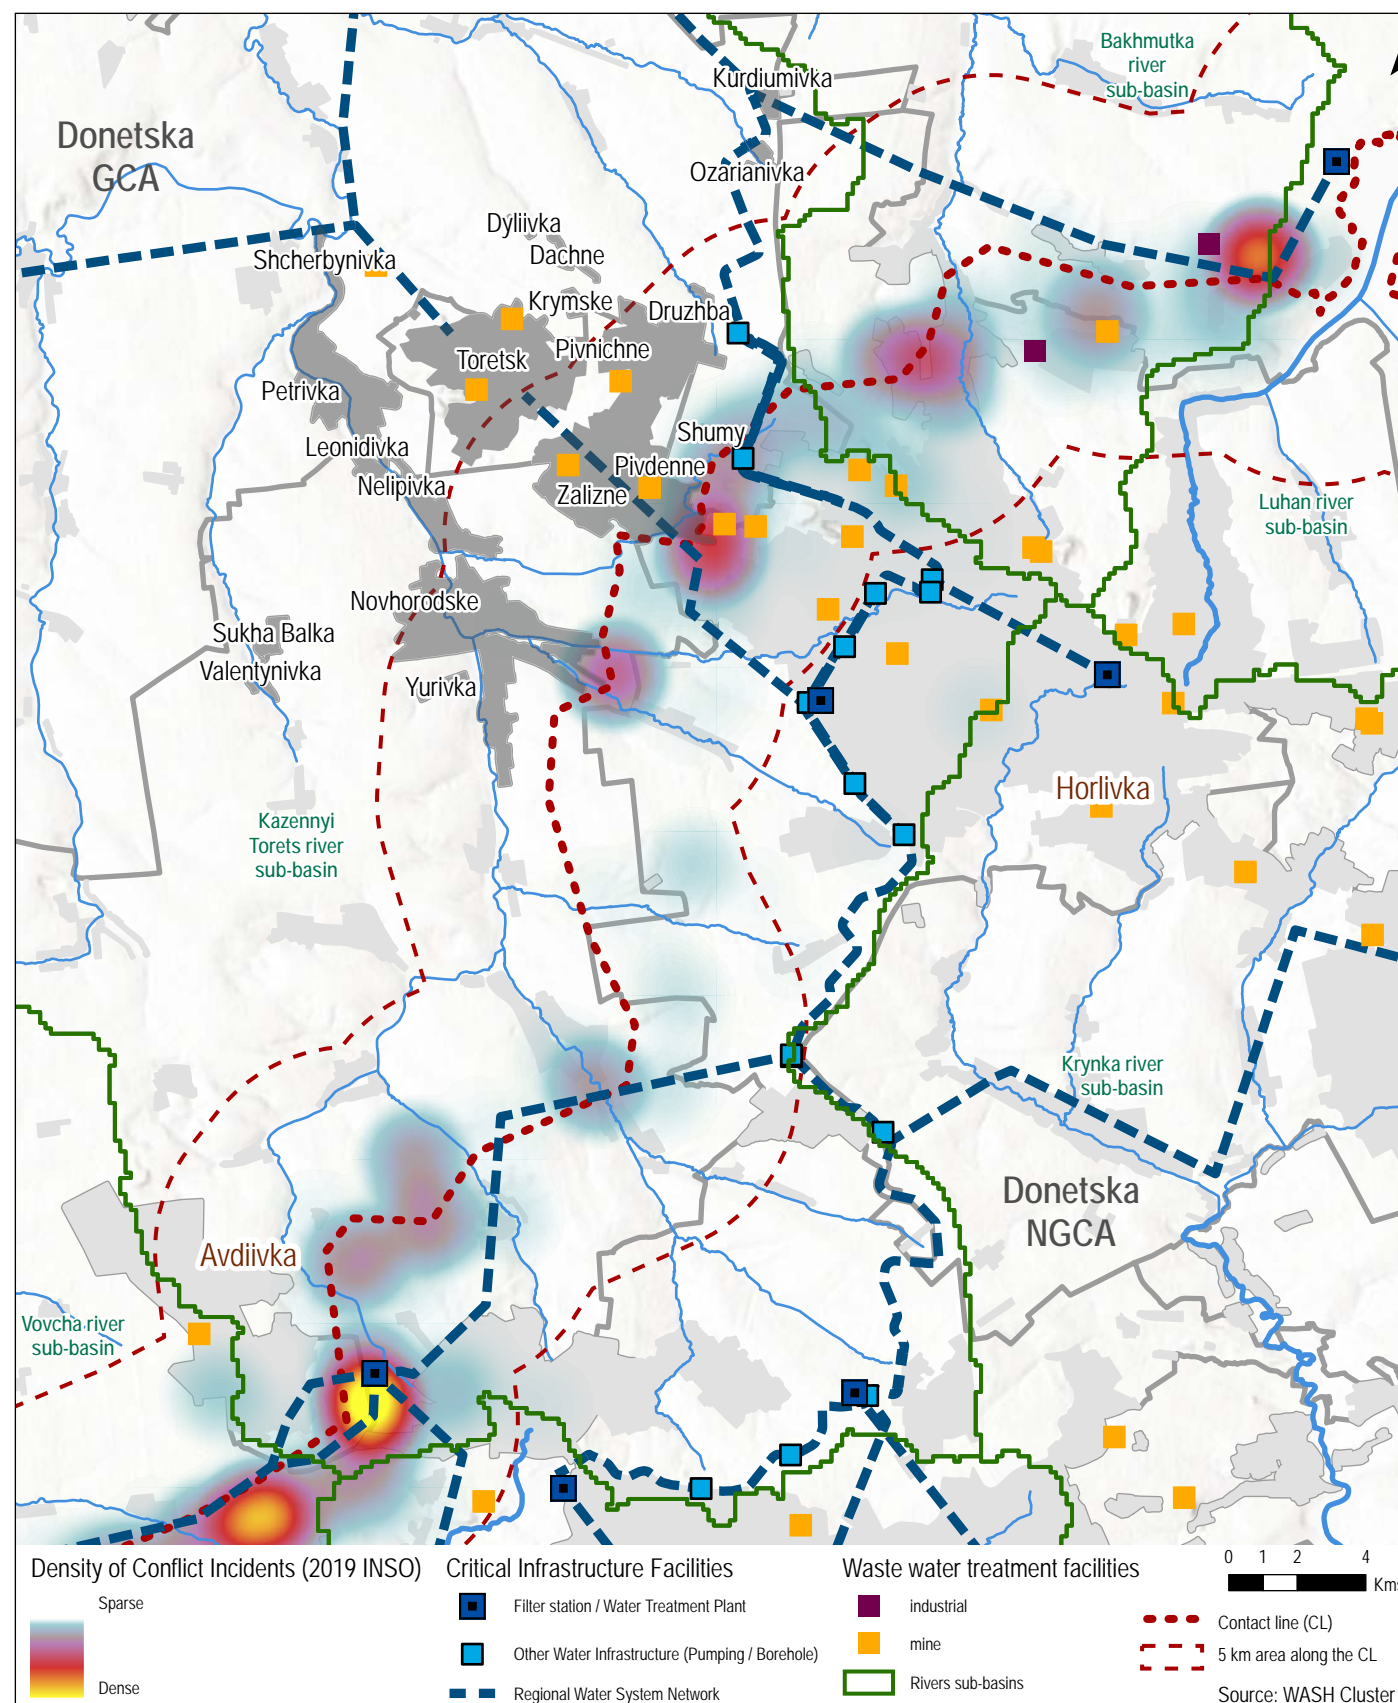 Bakhmutka
river
sub-basin
Kurdiumivka
Donetska
GCA
Ozarianivka
Dyliivka
Dachne
Shcherbynivka
Krymske
Druzhba
Toretsk
Pivnichne
Petrivka
Shumy
Leonidivka
Pivdenne
Nelipivka
Zalizne
Luhan river
sub-basin
Novhorodske
Sukha Balka
Valentynivka
Yurivka
Horlivka
Kazennyi
Torets river
sub-basin
Krynka river
sub-basin
Donetska
NGCA
Avdiivka
Vovcha river
sub-basin
Density of Conflict Incidents (2019 INSO)
Sparse
Dense
Critical Infrastructure Facilities
Filter station / Water Treatment Plant
Other Water Infrastructure (Pumping / Borehole)
Regional Water System Network
Waste water treatment facilities
industrial
mine
Rivers sub-basins
0 1 2 4
Kms
Contact line (CL)
5 km area along the CL
Source: WASH Cluster